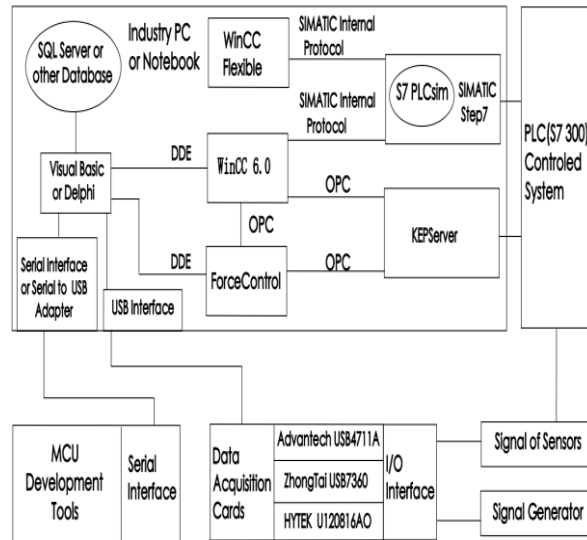 SQL Server or
other Database
Industry PC
or Notebook
WinCC
Flexible
SIMATIC Internal
Protocol
S7 PLCsim
SIMATIC
Step7
SIMATIC Internal
Protocol
PLC(S7 300)
Controled
System
Visual Basic
or Delphi
DDE
WinCC 6.0
OPC
KEPServer
OPC
Serial Interface
or Serial to USB
Adapter
USB Interface
DDE
ForceControl
OPC
MCU
Development
Tools
Serial
Interface
Data
Acquisition
Cards
Advantech USB4711A
ZhongTai USB7360
HYTEK U120816AO
I/O
Interface
Signal of Sensors
Signal Generator